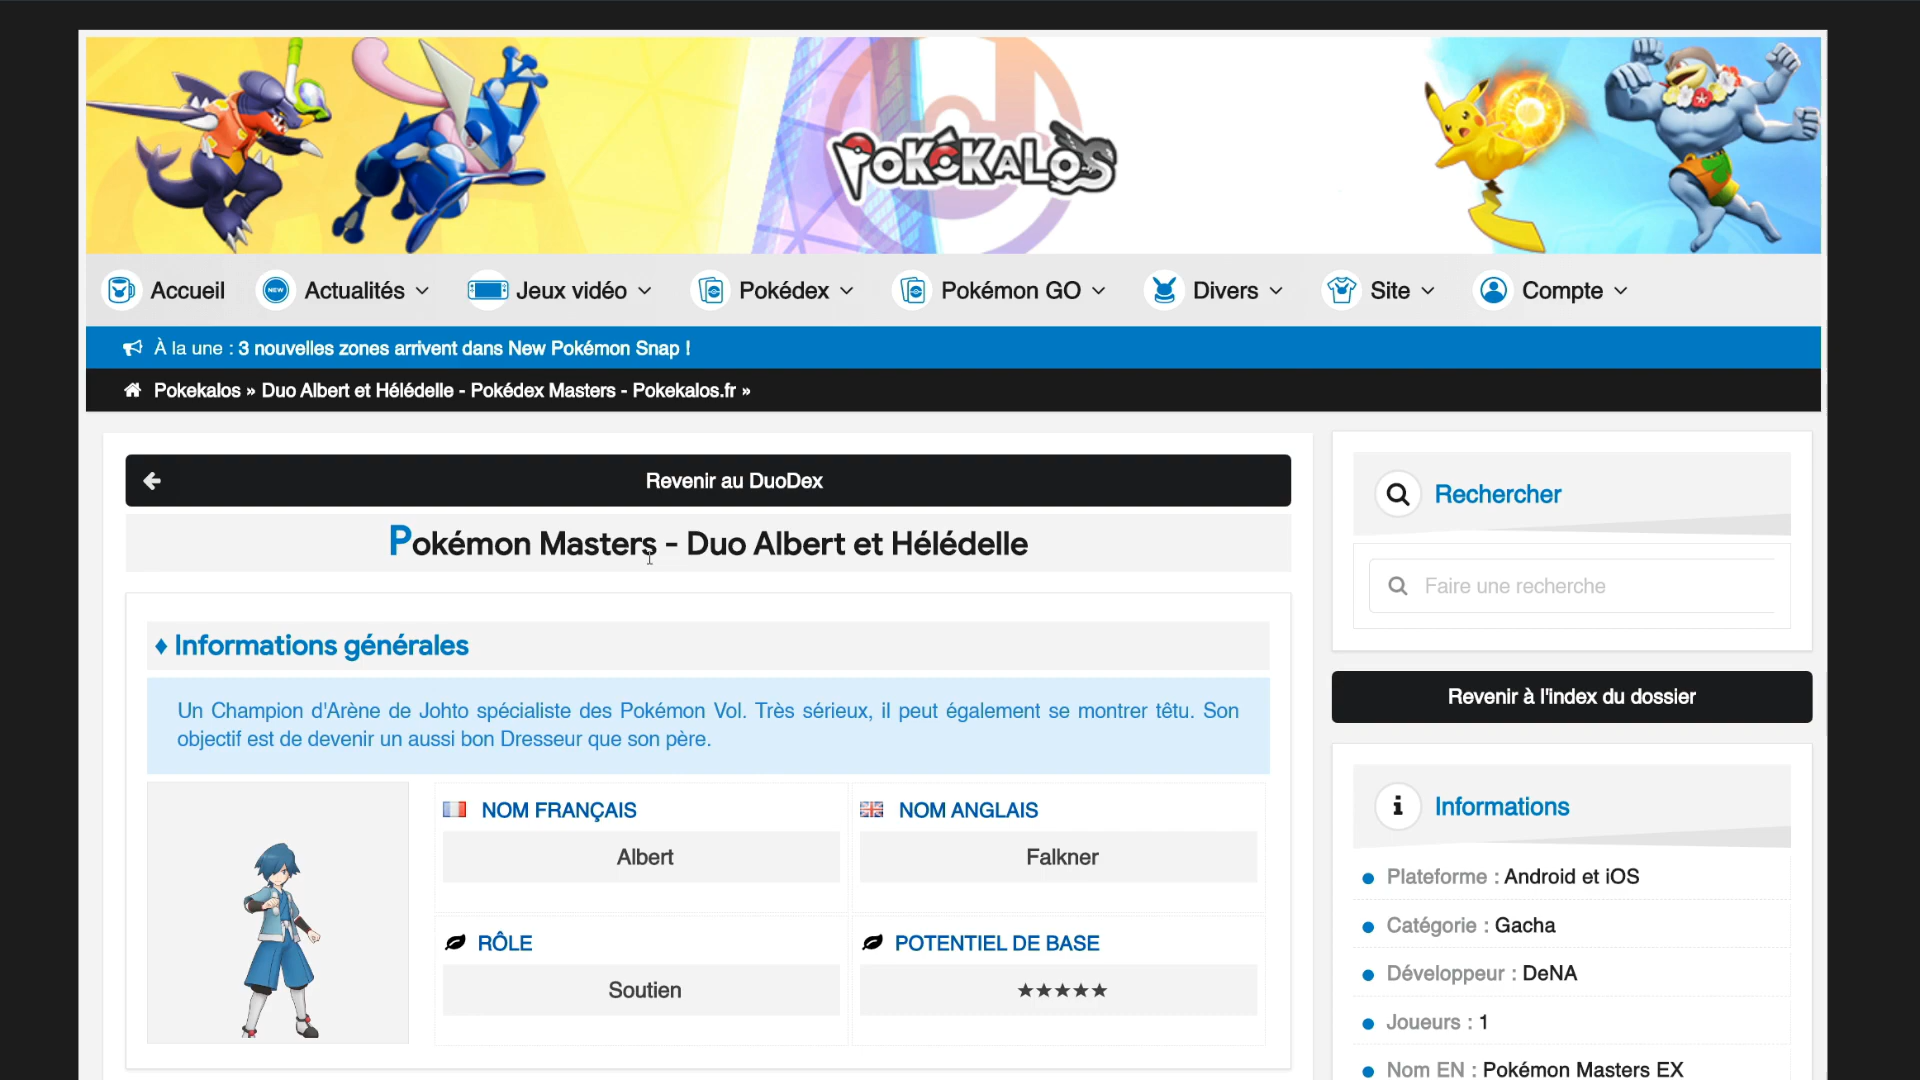 POKÉKALOS
Accueil
NEW
Actualités
Jeux vidéo
Pokédex
Pokémon GO
Divers
Site
Compte
À la une : 3 nouvelles zones arrivent dans New Pokémon Snap !
Pokekalos » Duo Albert et Hélédelle - Pokédex Masters - Pokekalos.fr »
Revenir au DuoDex
Pokémon Masters - Duo Albert et Hélédelle
♦ Informations générales
Un Champion d'Arène de Johto spécialiste des Pokémon Vol. Très sérieux, il peut également se montrer têtu. Son
objectif est de devenir un aussi bon Dresseur que son père.
NOM FRANÇAIS
Albert
NOM ANGLAIS
Falkner
RÔLE
Soutien
POTENTIEL DE BASE
★★★★★
Rechercher
Faire une recherche
Revenir à l'index du dossier
Informations
Plateforme : Android et iOS
Catégorie : Gacha
Développeur : DeNA
Joueurs : 1
Nom EN : Pokémon Masters EX